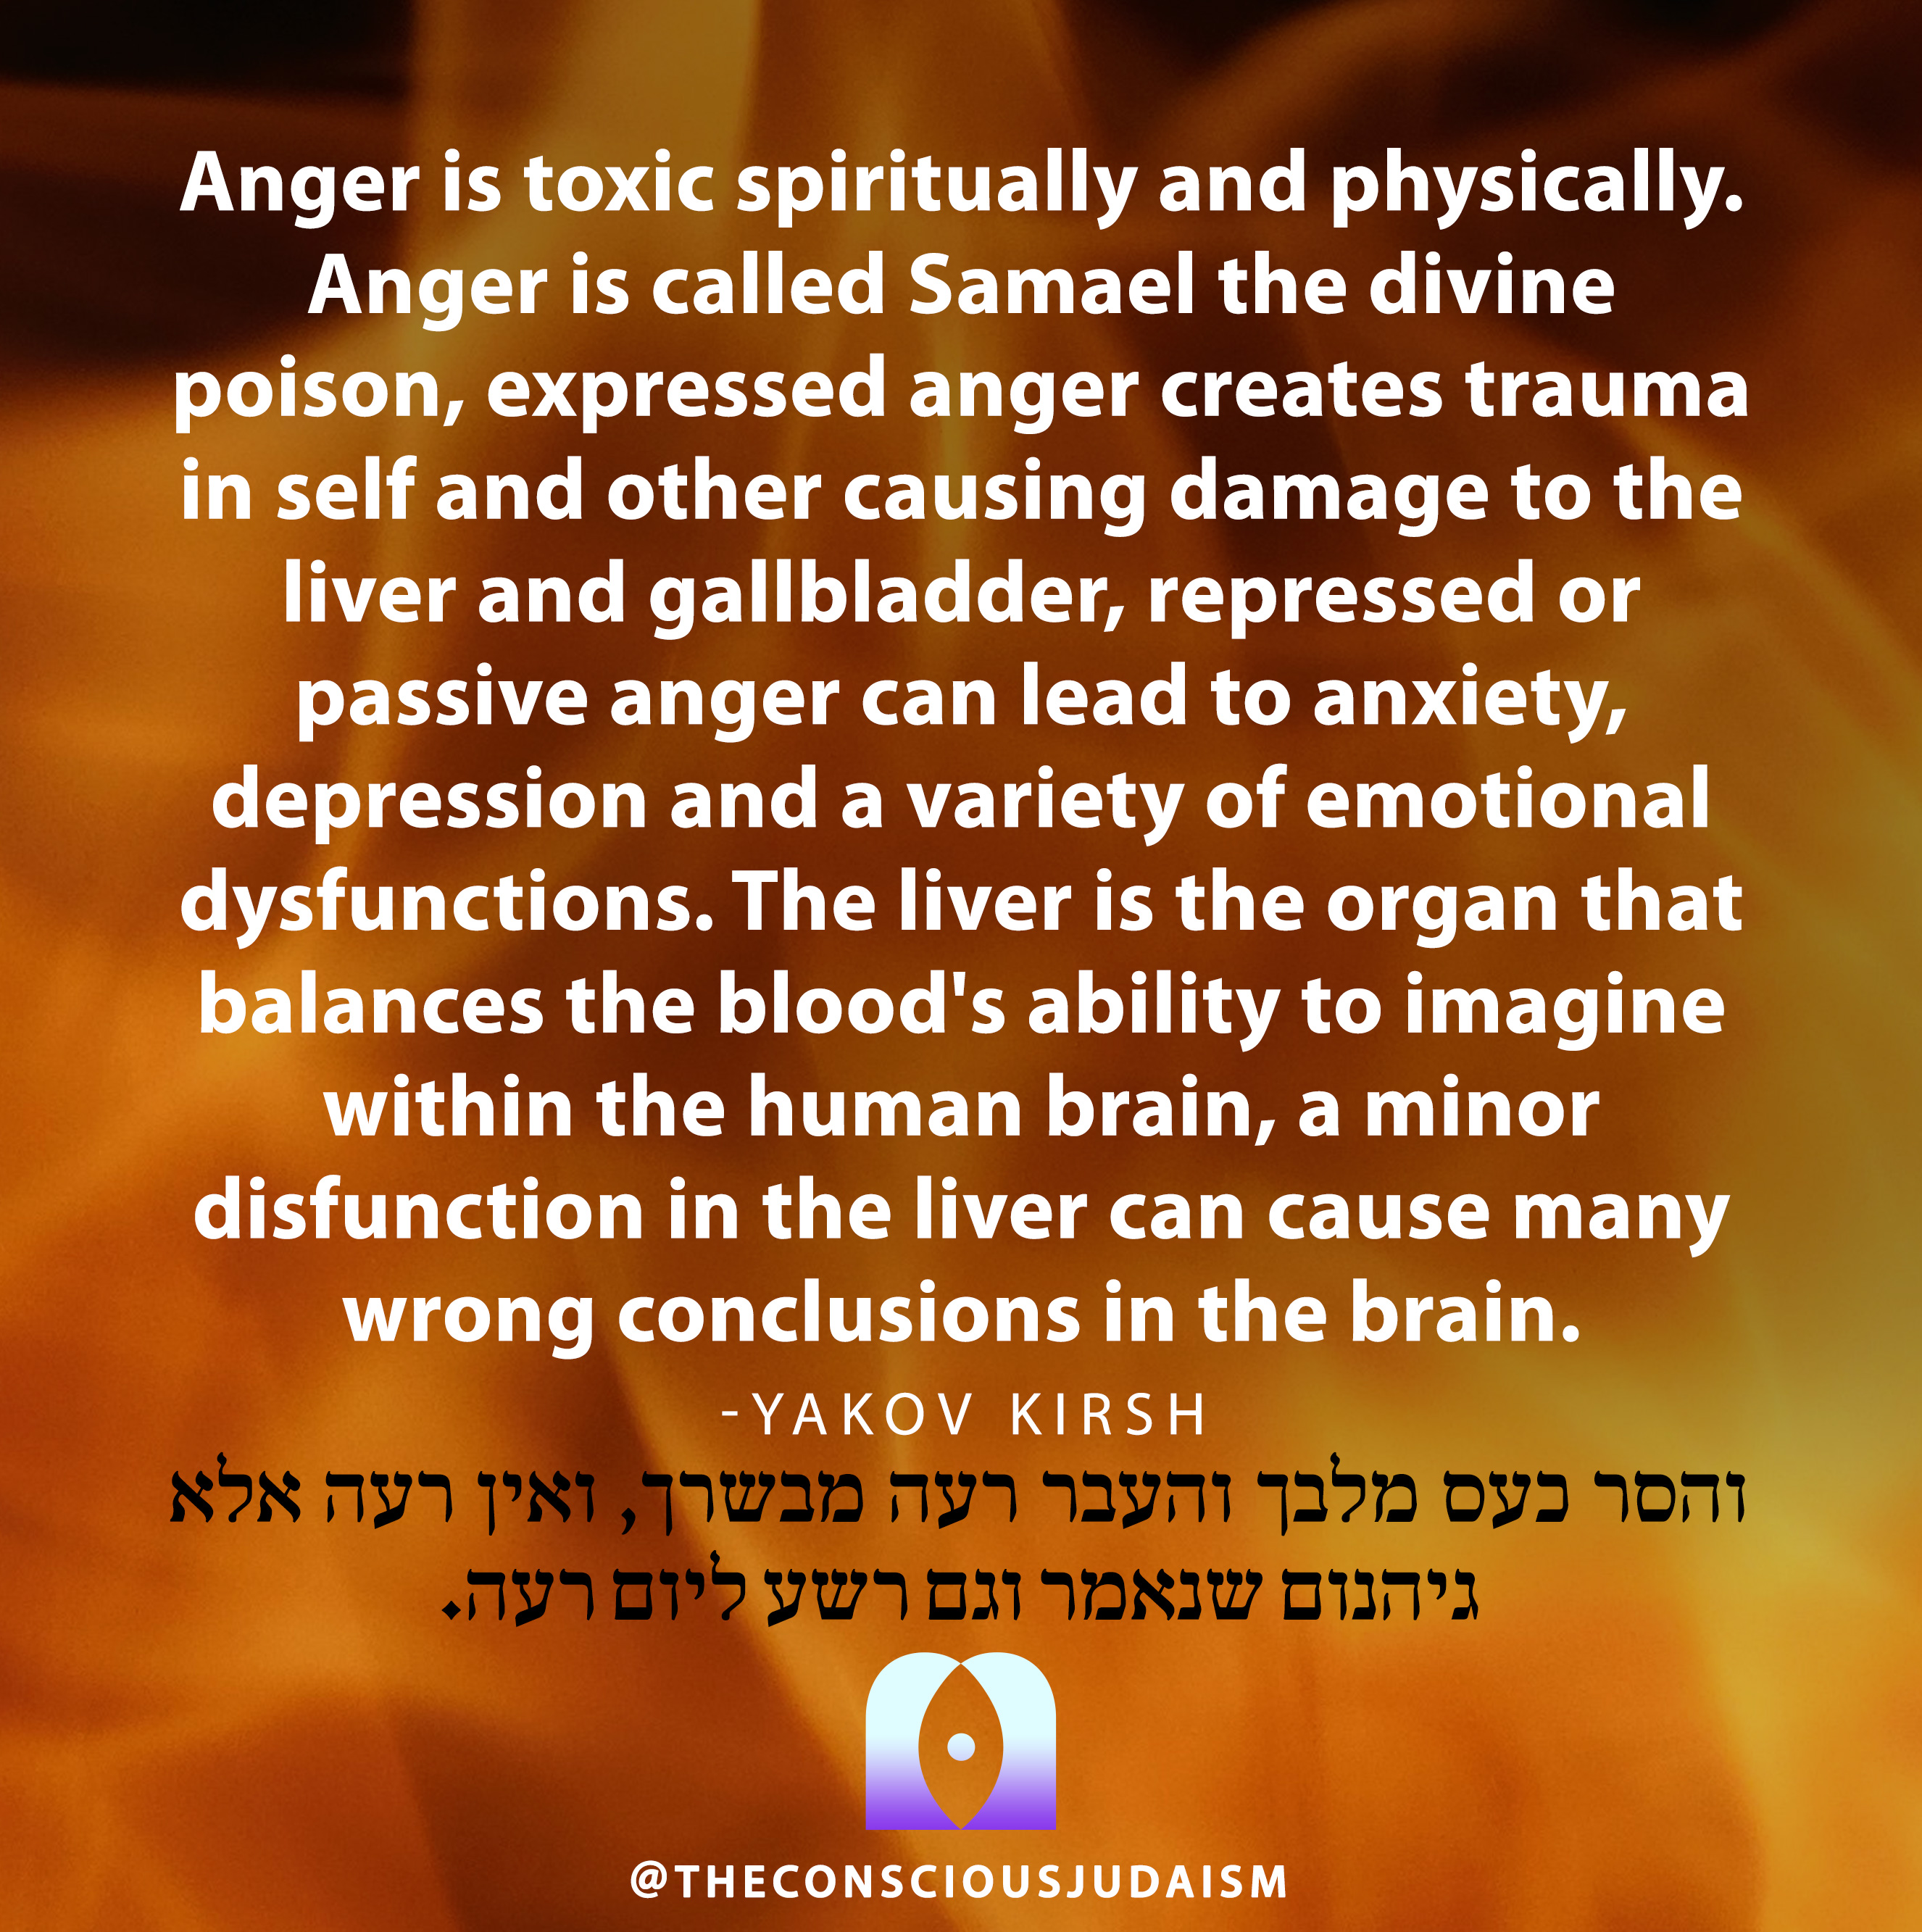 Anger is toxic spiritually and physically.
Anger is called Samael the divine
poison, expressed anger creates trauma
in self and other causing damage to the
liver and gallbladder, repressed or
passive anger can lead to anxiety,
depression and a variety of emotional
dysfunctions. The liver is the organ that
balances the blood's ability to imagine
within the human brain, a minor
disfunction in the liver can cause many
wrong conclusions in the brain.
-YAKOV KIRSH
והסר כעס מלבך והעבר רעה מבשרך, ואין רעה אלא
גיהנום שנאמר וגם רשע ליום רעה.
@THECONSCIOUSJUDAISM